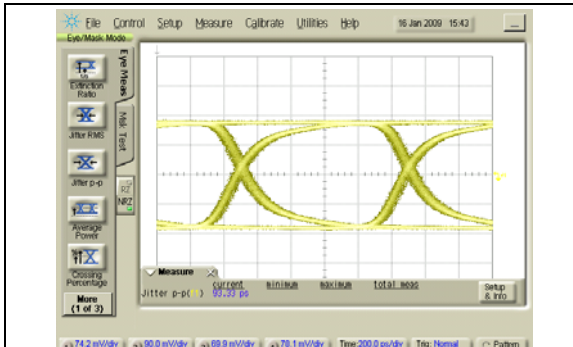 File Control Setup Measure Calibrate Utilities Help 16 Jan 2009 15:43
Eye/Mask Mode
Extinction
Ratio
Jitter RMS
Jitter p-p
Average
Power
Crossing
Percentage
More
(1 of 3)
Eye Meas
Msk Test
RZ
NRZ
Measure
current minimum maximum total meas
Jitter p-p( ) 93.33 ps
Setup
& Info
74.2 mV/div 90.0 mV/div 69.9 mV/div 70.1 mV/div Time:200.0 ps/div Trig: Normal Pattern